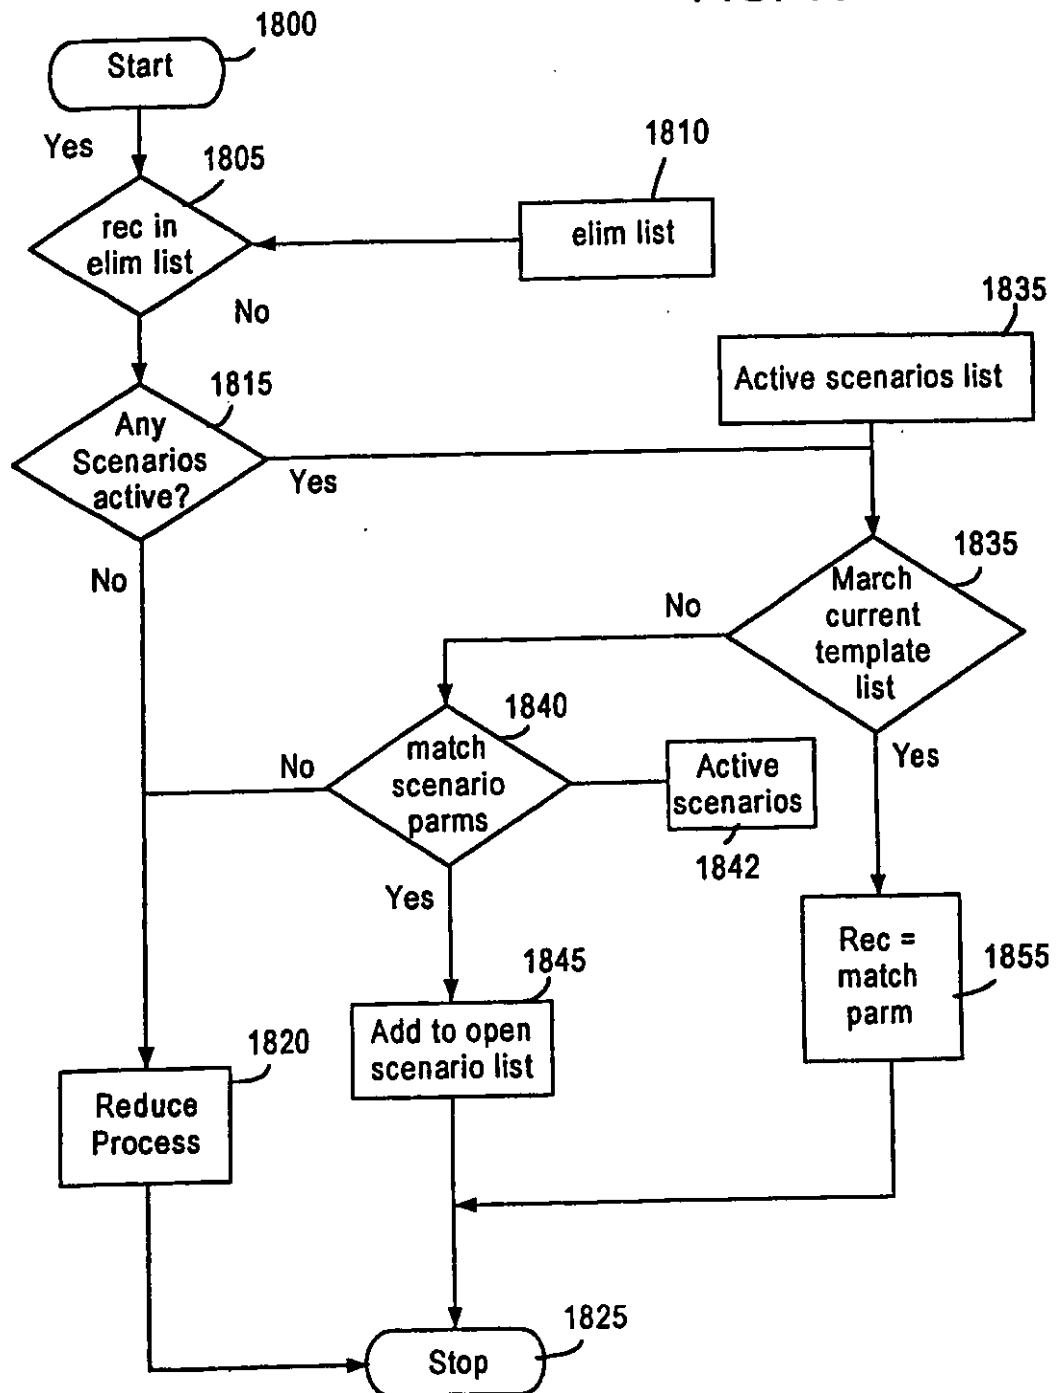 1800
Start
Yes
1805
1810
rec in
elim list
elim list
No
1835
Active scenarios list
1815
Any
Scenarios
active?
Yes
1835
March
current
template
list
No
No
1840
match
scenario
parms
No
Active
scenarios
1842
Yes
Yes
Rec =
match
parm
1855
1845
Add to open
scenario list
1820
Reduce
Process
1825
Stop